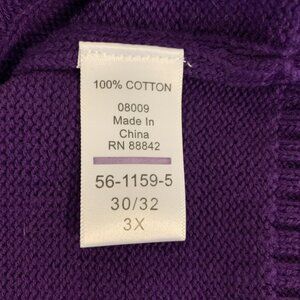 100% COTTON
08009
Made In
China
RN 88842
56-1159-5
30/32
3X